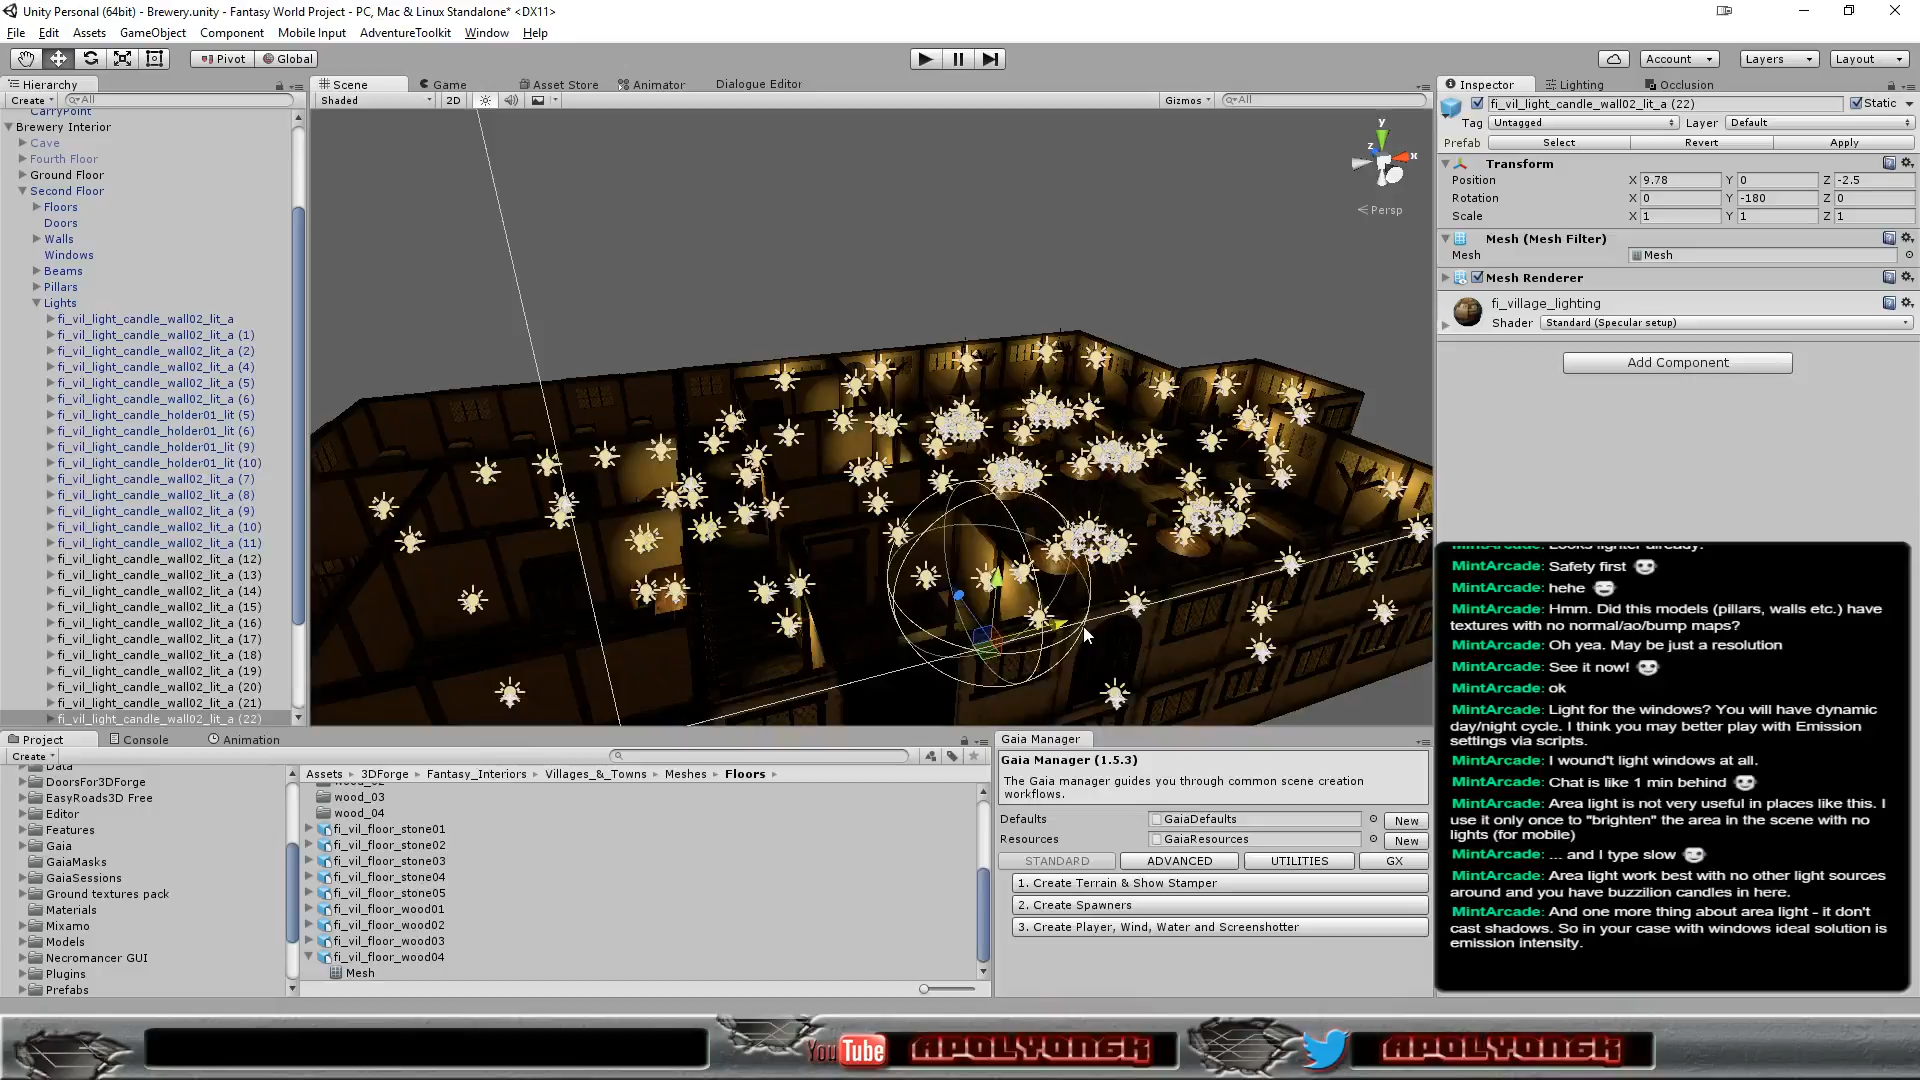 Unity Personal (64bit) - Brewery.unity - Fantasy World Project - PC, Mac & Linux Standalone* <DX11>
File Edit Assets GameObject Component Mobile Input AdventureToolkit Window Help
Pivot Global Account Layers Layout
Hierarchy
Create All
CarryPoint
Brewery Interior
Cave
Fourth Floor
Ground Floor
Second Floor
Floors
Doors
Walls
Windows
Beams
Pillars
Lights
fi_vil_light_candle_wall02_lit_a
fi_vil_light_candle_wall02_lit_a (1)
fi_vil_light_candle_wall02_lit_a (2)
fi_vil_light_candle_wall02_lit_a (4)
fi_vil_light_candle_wall02_lit_a (5)
fi_vil_light_candle_wall02_lit_a (6)
fi_vil_light_candle_holder01_lit (5)
fi_vil_light_candle_holder01_lit (6)
fi_vil_light_candle_holder01_lit (9)
fi_vil_light_candle_holder01_lit (10)
fi_vil_light_candle_wall02_lit_a (7)
fi_vil_light_candle_wall02_lit_a (8)
fi_vil_light_candle_wall02_lit_a (9)
fi_vil_light_candle_wall02_lit_a (10)
fi_vil_light_candle_wall02_lit_a (11)
fi_vil_light_candle_wall02_lit_a (12)
fi_vil_light_candle_wall02_lit_a (13)
fi_vil_light_candle_wall02_lit_a (14)
fi_vil_light_candle_wall02_lit_a (15)
fi_vil_light_candle_wall02_lit_a (16)
fi_vil_light_candle_wall02_lit_a (17)
fi_vil_light_candle_wall02_lit_a (18)
fi_vil_light_candle_wall02_lit_a (19)
fi_vil_light_candle_wall02_lit_a (20)
fi_vil_light_candle_wall02_lit_a (21)
fi_vil_light_candle_wall02_lit_a (22)
Scene Game Asset Store Animator Dialogue Editor
Shaded 2D Gizmos All
y
z x
Persp
Inspector Lighting Occlusion
fi_vil_light_candle_wall02_lit_a (22) Static
Tag Untagged Layer Default
Prefab Select Revert Apply
Transform
Position X 9.78 Y 0 Z -2.5
Rotation X 0 Y -180 Z 0
Scale X 1 Y 1 Z 1
Mesh (Mesh Filter)
Mesh Mesh
Mesh Renderer
fi_village_lighting
Shader Standard (Specular setup)
Add Component
MintArcade: Looks lighter already!
MintArcade: Safety first
MintArcade: hehe
MintArcade: Hmm. Did this models (pillars, walls etc.) have
textures with no normal/ao/bump maps?
MintArcade: Oh yea. May be just a resolution
MintArcade: See it now!
MintArcade: ok
MintArcade: Light for the windows? You will have dynamic
day/night cycle. I think you may better play with Emission
settings via scripts.
MintArcade: I wound't light windows at all.
MintArcade: Chat is like 1 min behind
MintArcade: Area light is not very useful in places like this. I
use it only once to "brighten" the area in the scene with no
lights (for mobile)
MintArcade: ... and I type slow
MintArcade: Area light work best with no other light sources
around and you have buzzilion candles in here.
MintArcade: And one more thing about area light - it don't
cast shadows. So in your case with windows ideal solution is
emission intensity.
Project Console Animation
Create
Data
DoorsFor3DForge
EasyRoads3D Free
Editor
Features
Gaia
GaiaMasks
GaiaSessions
Ground textures pack
Materials
Mixamo
Models
Necromancer GUI
Plugins
Prefabs
Assets 3DForge Fantasy_Interiors Villages_&_Towns Meshes Floors
wood_02
wood_03
wood_04
fi_vil_floor_stone01
fi_vil_floor_stone02
fi_vil_floor_stone03
fi_vil_floor_stone04
fi_vil_floor_stone05
fi_vil_floor_wood01
fi_vil_floor_wood02
fi_vil_floor_wood03
fi_vil_floor_wood04
Mesh
Gaia Manager
Gaia Manager (1.5.3)
The Gaia manager guides you through common scene creation
workflows.
Defaults GaiaDefaults New
Resources GaiaResources New
STANDARD ADVANCED UTILITIES GX
1. Create Terrain & Show Stamper
2. Create Spawners
3. Create Player, Wind, Water and Screenshotter
YouTube APOLYONGK APOLYONGK